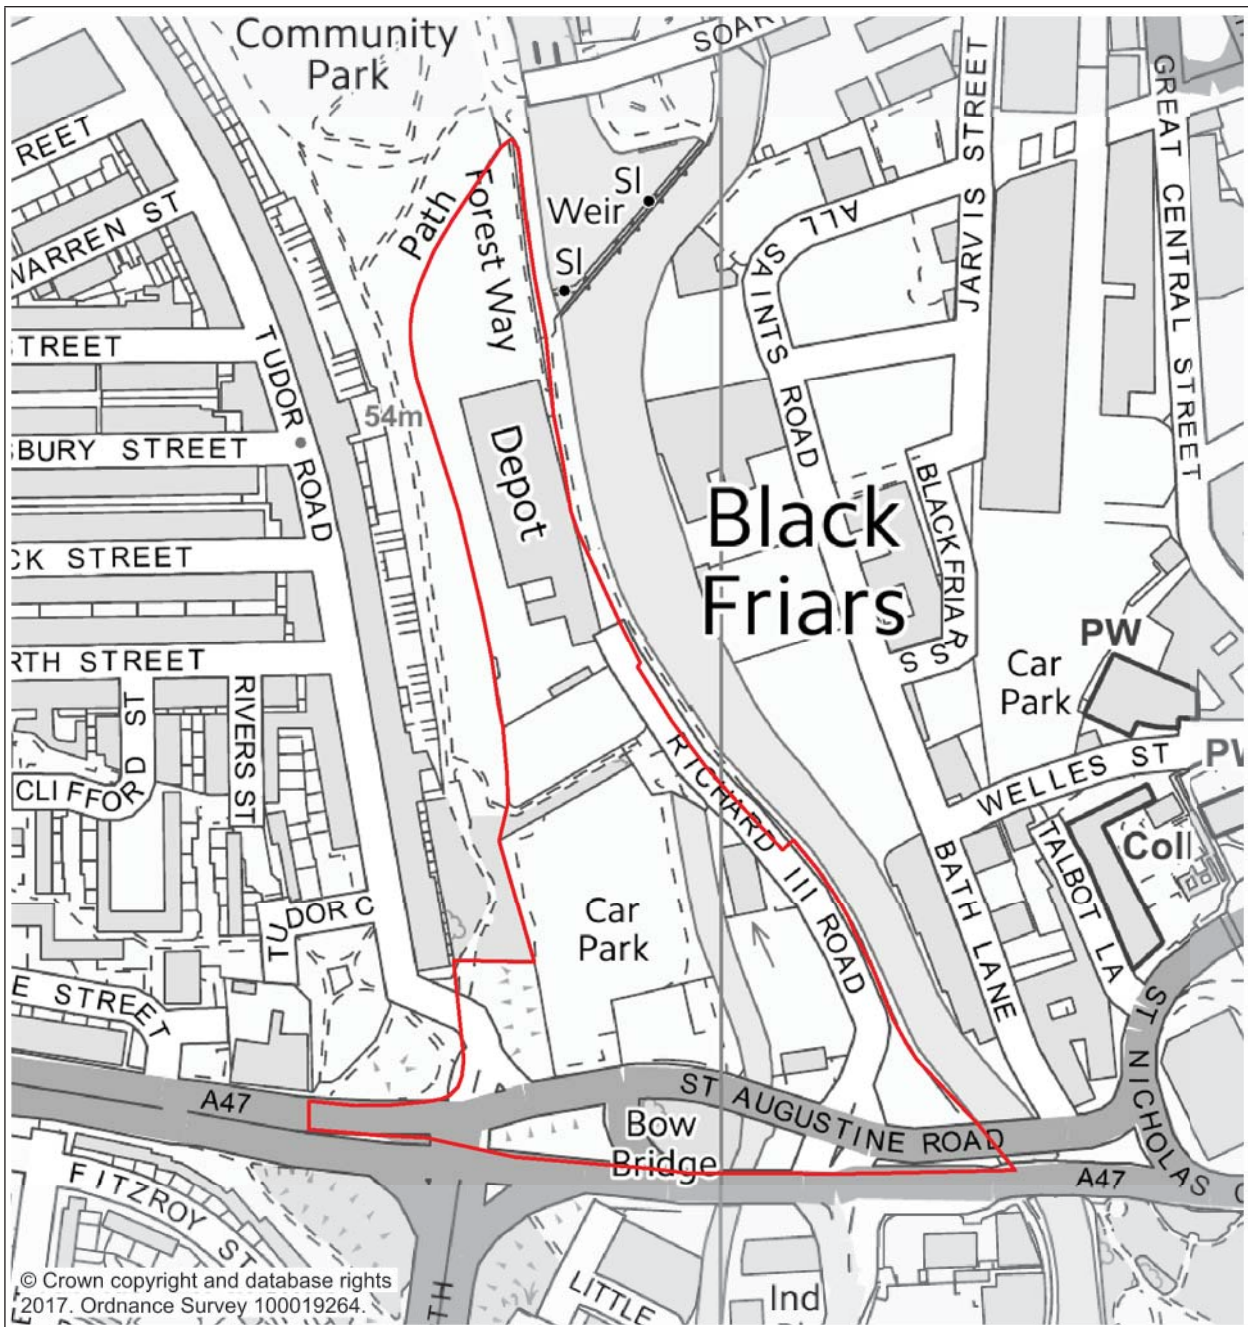 Community
Park
SOAR
REET
WARREN ST
TREET
SBURY STREET
CK STREET
RTH STREET
CLIFFORD ST
RIVERS ST
TUDOR C
E STREET
TUDOR ROAD
54m
Path
Forest Way
Depot
Sl
Weir
Sl
ALL SAINTS ROAD
JARVIS STREET
GREAT CENTRAL STREET
Black
Friars
BLACKFRIARS S
S
PW
Car
Park
WELLES ST
PW
TALBOT LA
Coll
BATH LANE
RICHARD III ROAD
Car
Park
ST NICHOLAS C
A47
ST AUGUSTINE ROAD
Bow
Bridge
A47
FITZROY ST
TH
LITTLE
Ind
© Crown copyright and database rights
2017. Ordnance Survey 100019264.